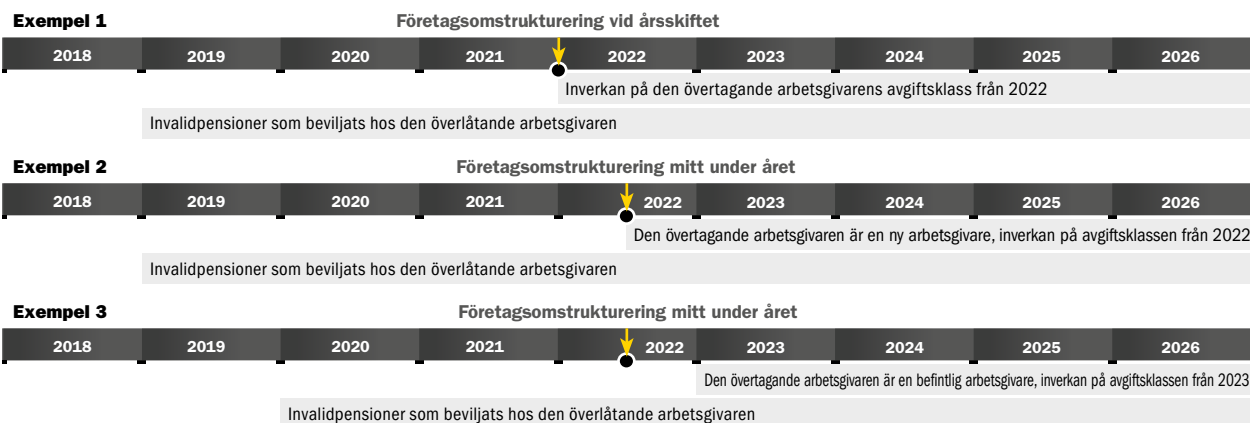 Exempel 1 Företagsomstrukturering vid årsskiftet
2018 2019 2020 2021 2022 2023 2024 2025 2026
Inverkan på den övertagande arbetsgivarens avgiftsklass från 2022
Invalidpensioner som beviljats hos den överlåtande arbetsgivaren
Exempel 2 Företagsomstrukturering mitt under året
2018 2019 2020 2021 2022 2023 2024 2025 2026
Den övertagande arbetsgivaren är en ny arbetsgivare, inverkan på avgiftsklassen från 2022
Invalidpensioner som beviljats hos den överlåtande arbetsgivaren
Exempel 3 Företagsomstrukturering mitt under året
2018 2019 2020 2021 2022 2023 2024 2025 2026
Den övertagande arbetsgivaren är en befintlig arbetsgivare, inverkan på avgiftsklassen från 2023
Invalidpensioner som beviljats hos den överlåtande arbetsgivaren